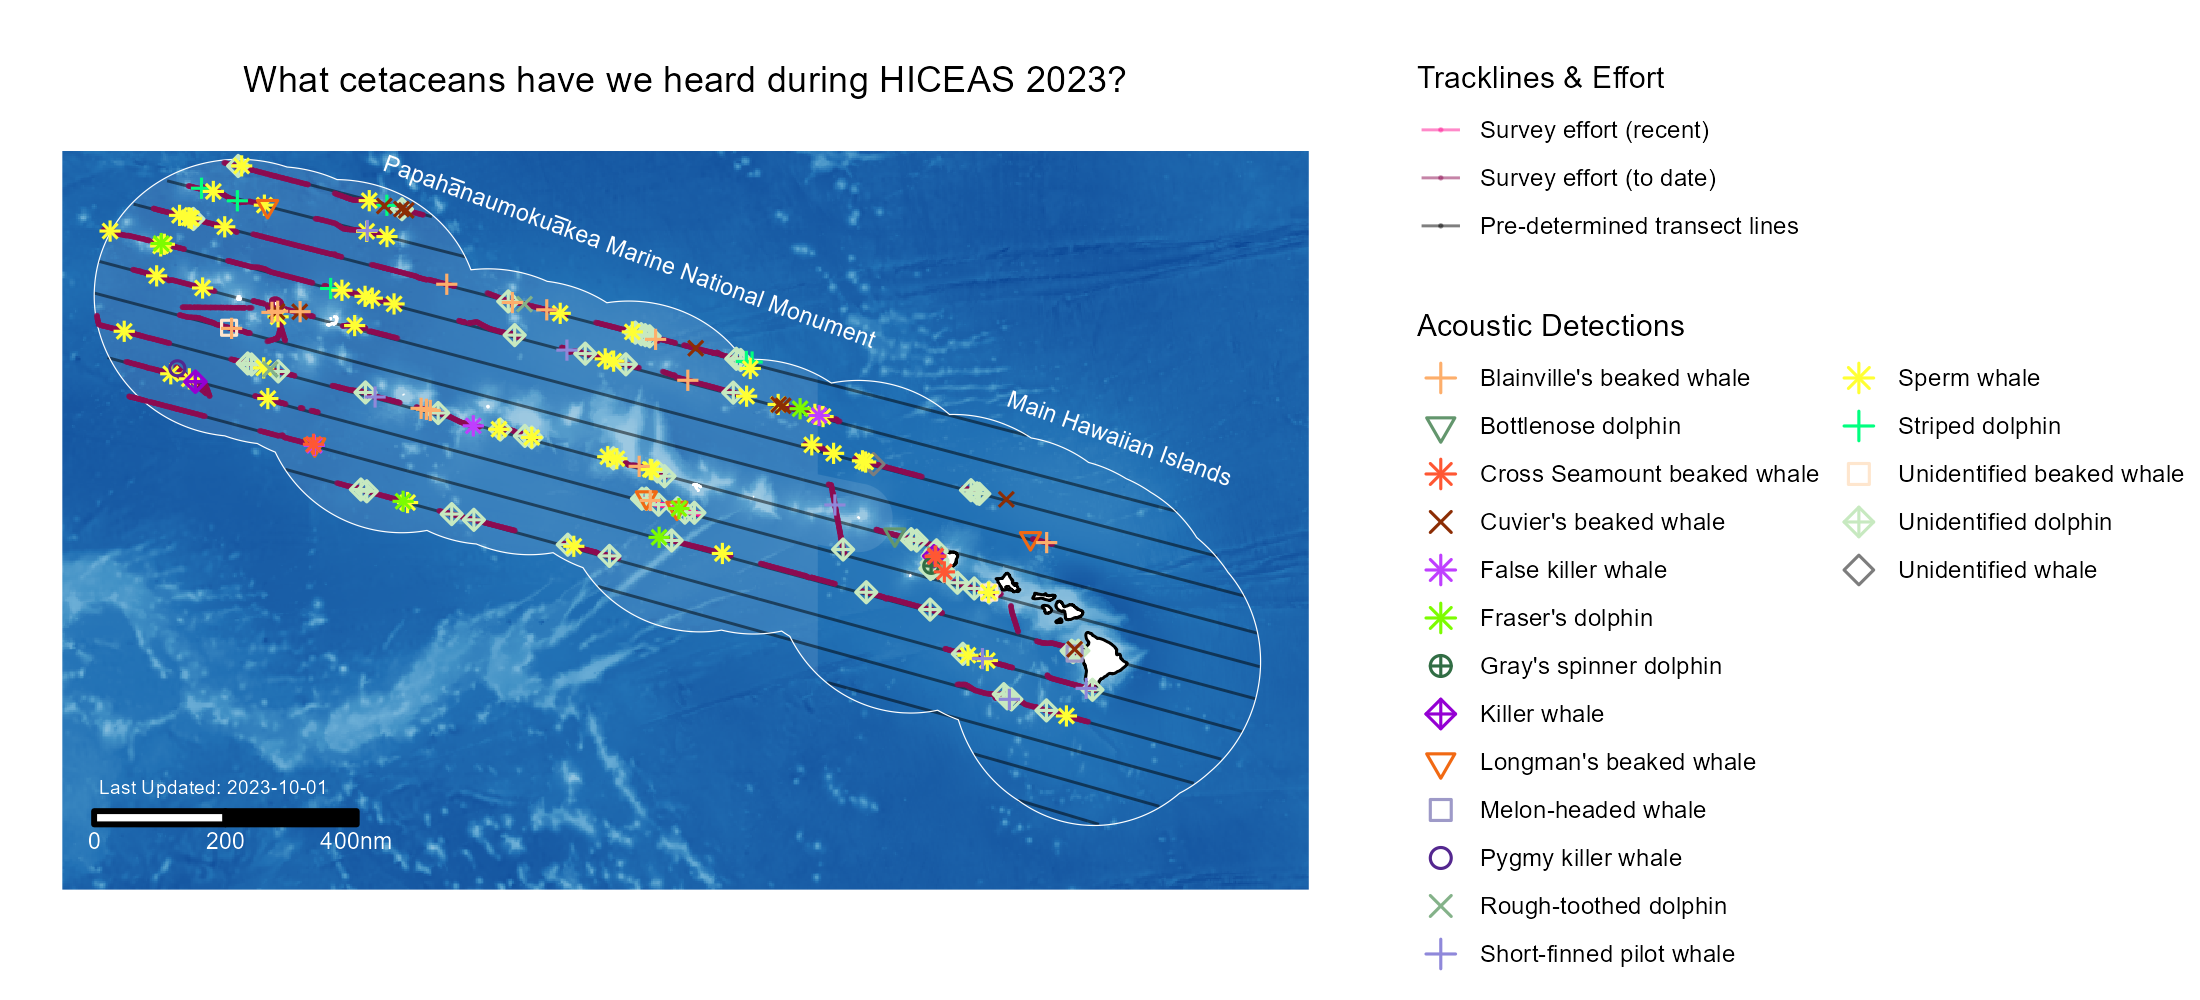 What cetaceans have we heard during HICEAS 2023?
Papahānaumokuākea Marine National Monument
Main Hawaiian Islands
Last Updated: 2023-10-01
0 200 400nm
Tracklines & Effort
Survey effort (recent)
Survey effort (to date)
Pre-determined transect lines
Acoustic Detections
Blainville's beaked whale
Bottlenose dolphin
Cross Seamount beaked whale
Cuvier's beaked whale
False killer whale
Fraser's dolphin
Gray's spinner dolphin
Killer whale
Longman's beaked whale
Melon-headed whale
Pygmy killer whale
Rough-toothed dolphin
Short-finned pilot whale
Sperm whale
Striped dolphin
Unidentified beaked whale
Unidentified dolphin
Unidentified whale